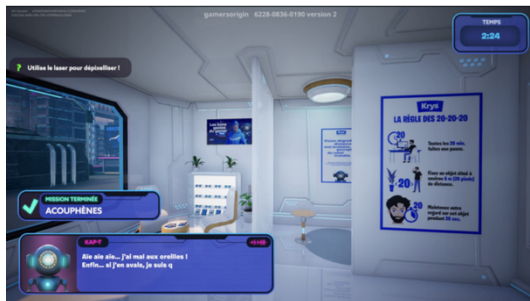 gamersorigin 6228-0836-0190 version 2
TEMPS
2:24
? Utilise le laser pour dépixelliser !
Krys
LA RÈGLE DES 20-20-20
20
Toutes les 20 min,
faites une pause.
20
Fixez un objet situé à
environ 6 m (20 pieds)
de distance.
20
Maintenez votre
regard sur cet objet
pendant 20 sec.
Krys
MISSION TERMINÉE
ACOUPHÈNES
KAP-T
Aïe aïe aïe... j'ai mal aux oreilles !
Enfin... si j'en avais, je suis q